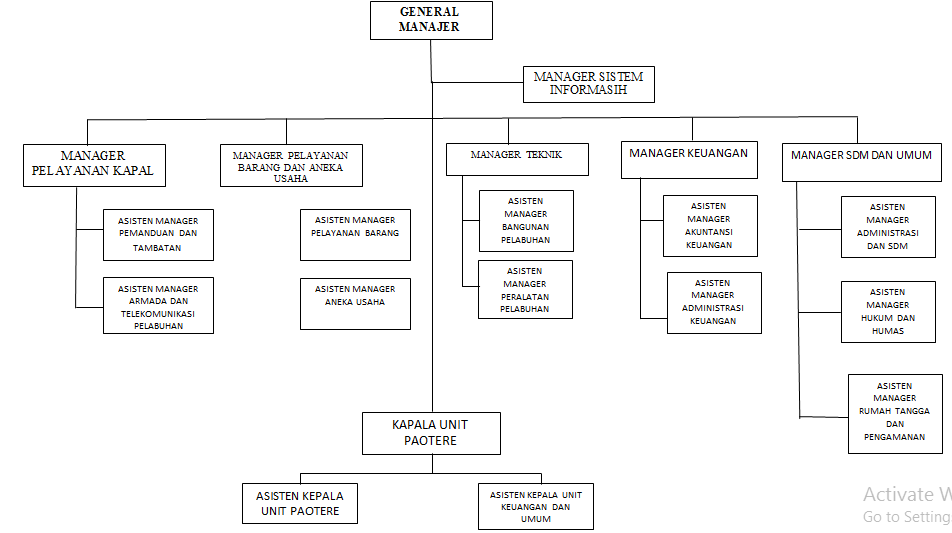 GENERAL
MANAJER
MANAGER SISTEM
INFORMASIH
MANAGER
PELAYANAN KAPAL
MANAGER PELAYANAN
BARANG DAN ANEKA
USAHA
MANAGER TEKNIK
MANAGER KEUANGAN
MANAGER SDM DAN UMUM
ASISTEN MANAGER
PEMANDUAN DAN
TAMBATAN
ASISTEN MANAGER
ARMADA DAN
TELEKOMUNIKASI
PELABUHAN
ASISTEN MANAGER
PELAYANAN BARANG
ASISTEN MANAGER
ANEKA USAHA
ASISTEN
MANAGER
BANGUNAN
PELABUHAN
ASISTEN
MANAGER
PERALATAN
PELABUHAN
ASISTEN
MANAGER
AKUNTANSI
KEUANGAN
ASISTEN
MANAGER
ADMINISTRASI
KEUANGAN
ASISTEN
MANAGER
ADMINISTRASI
DAN SDM
ASISTEN
MANAGER
HUKUM DAN
HUMAS
ASISTEN
MANAGER
RUMAH TANGGA
DAN
PENGAMANAN
KAPALA UNIT
PAOTERE
ASISTEN KEPALA
UNIT PAOTERE
ASISTEN KEPALA UNIT
KEUANGAN DAN
UMUM
Activate W
Go to Setting